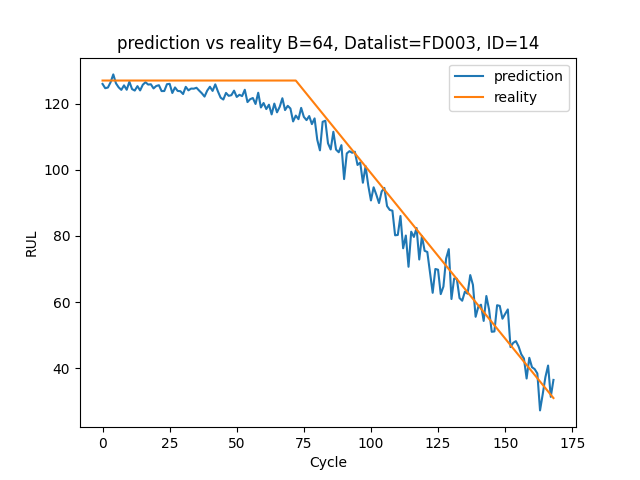 prediction vs reality B=64, Datalist=FD003, ID=14
prediction
reality
RUL
120
100
80
60
40
0 25 50 75 100 125 150 175
Cycle